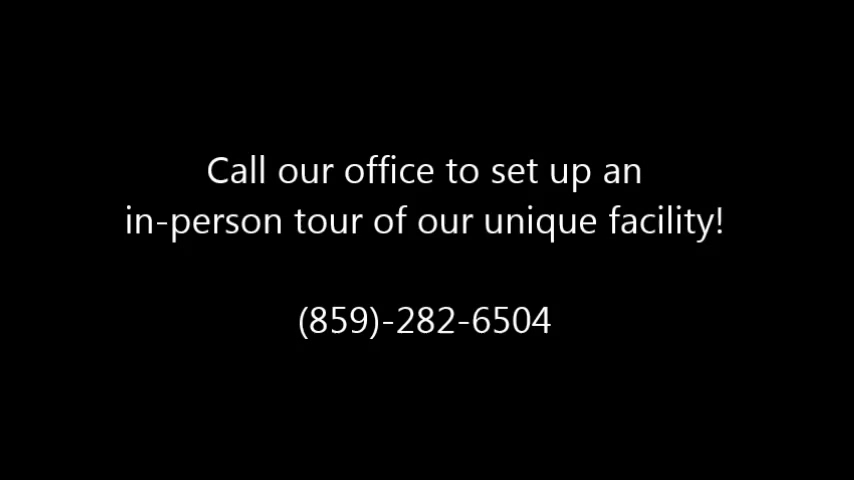 Call our office to set up an
in-person tour of our unique facility!
(859)-282-6504